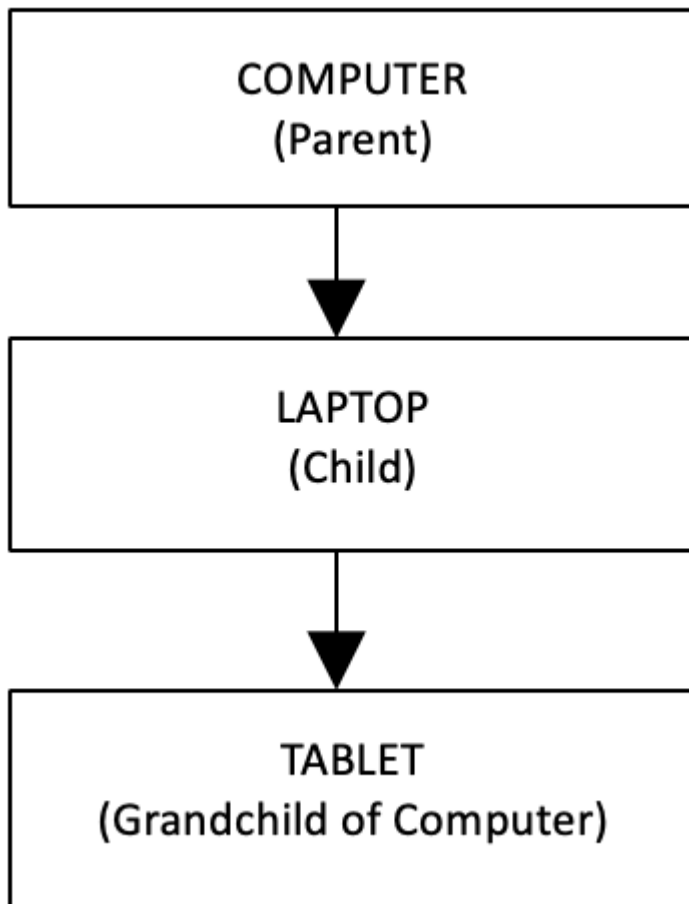 COMPUTER
(Parent)
LAPTOP
(Child)
TABLET
(Grandchild of Computer)